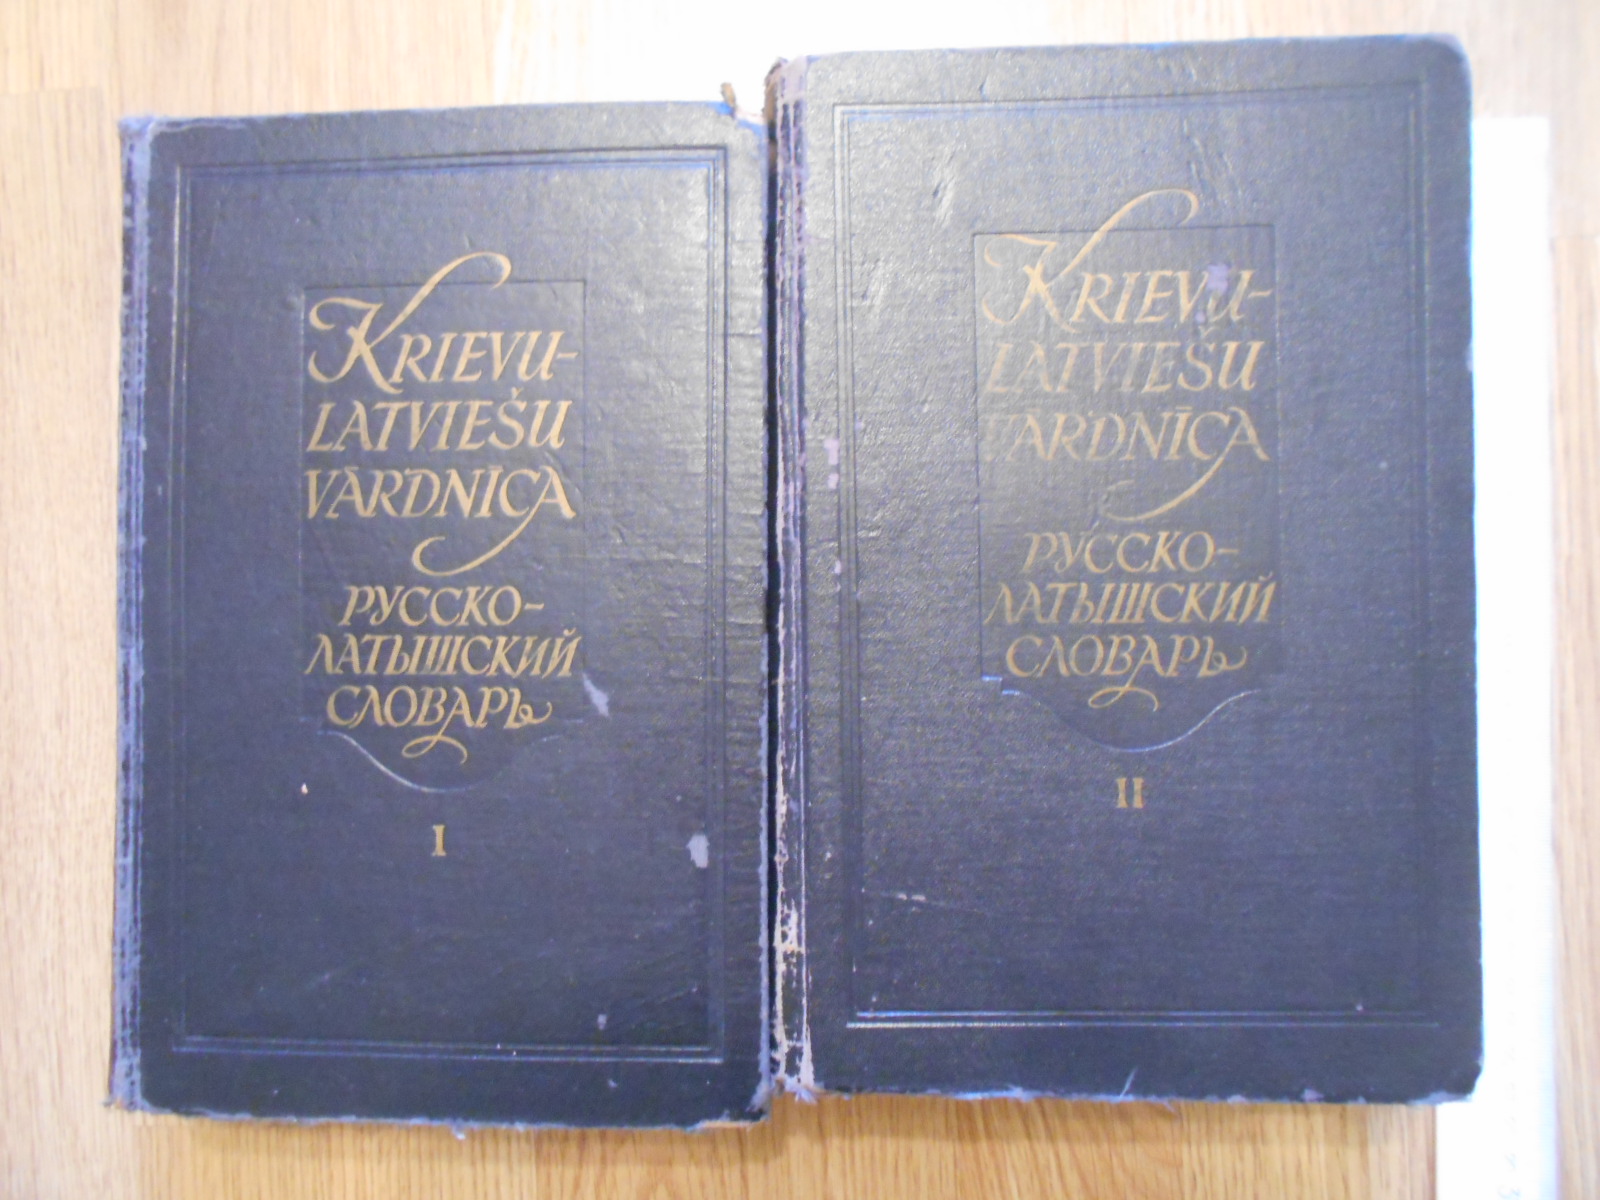 KRIEVU-
LATVIEŠU
VĀRDNĪCA
РУССКО-
ЛАТЫШСКИЙ
СЛОВАРЬ
I
KRIEVU-
LATVIEŠU
VĀRDNĪCA
РУССКО-
ЛАТЫШСКИЙ
СЛОВАРЬ
II